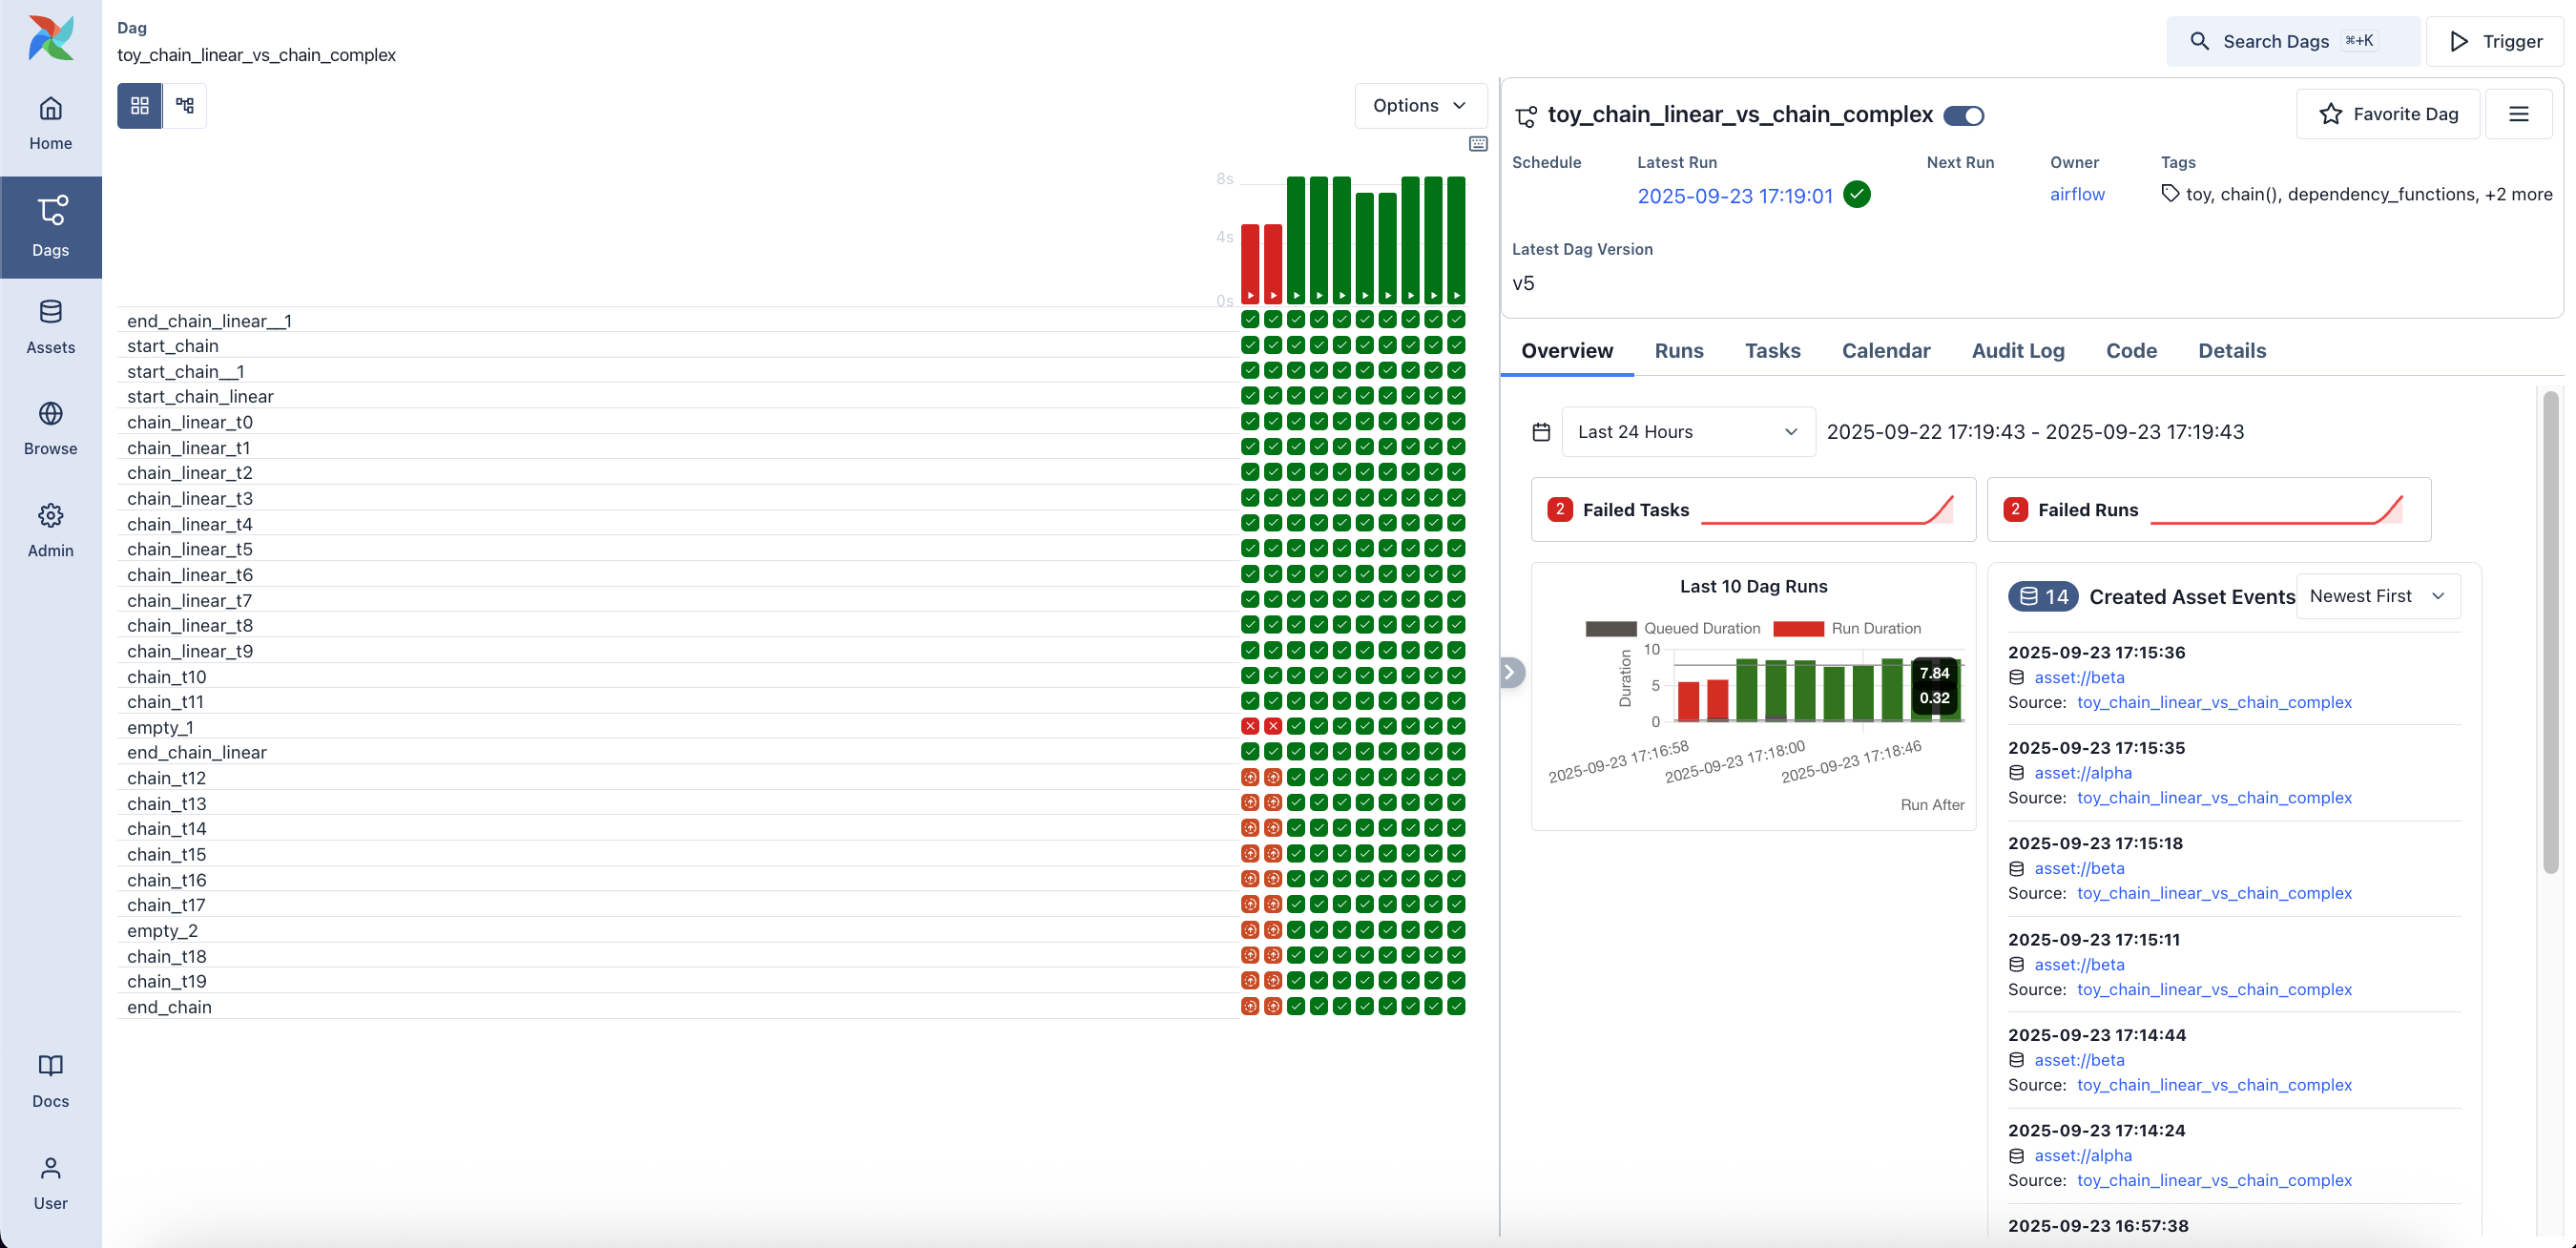 Dag
toy_chain_linear_vs_chain_complex
Search Dags ⌘+K
Trigger
Home
Dags
Assets
Browse
Admin
Docs
User
Options
8s
4s
0s
end_chain_linear__1
start_chain
start_chain__1
start_chain_linear
chain_linear_t0
chain_linear_t1
chain_linear_t2
chain_linear_t3
chain_linear_t4
chain_linear_t5
chain_linear_t6
chain_linear_t7
chain_linear_t8
chain_linear_t9
chain_t10
chain_t11
empty_1
end_chain_linear
chain_t12
chain_t13
chain_t14
chain_t15
chain_t16
chain_t17
empty_2
chain_t18
chain_t19
end_chain
toy_chain_linear_vs_chain_complex
Favorite Dag
Schedule Latest Run Next Run Owner Tags
2025-09-23 17:19:01 airflow toy, chain(), dependency_functions, +2 more
Latest Dag Version
v5
Overview Runs Tasks Calendar Audit Log Code Details
Last 24 Hours 2025-09-22 17:19:43 - 2025-09-23 17:19:43
2 Failed Tasks
2 Failed Runs
Last 10 Dag Runs
Queued Duration Run Duration
Duration
10
5
0
7.84
0.32
2025-09-23 17:16:58
2025-09-23 17:18:00
2025-09-23 17:18:46
Run After
14 Created Asset Events Newest First
2025-09-23 17:15:36
asset://beta
Source: toy_chain_linear_vs_chain_complex
2025-09-23 17:15:35
asset://alpha
Source: toy_chain_linear_vs_chain_complex
2025-09-23 17:15:18
asset://beta
Source: toy_chain_linear_vs_chain_complex
2025-09-23 17:15:11
asset://beta
Source: toy_chain_linear_vs_chain_complex
2025-09-23 17:14:44
asset://beta
Source: toy_chain_linear_vs_chain_complex
2025-09-23 17:14:24
asset://alpha
Source: toy_chain_linear_vs_chain_complex
2025-09-23 16:57:38